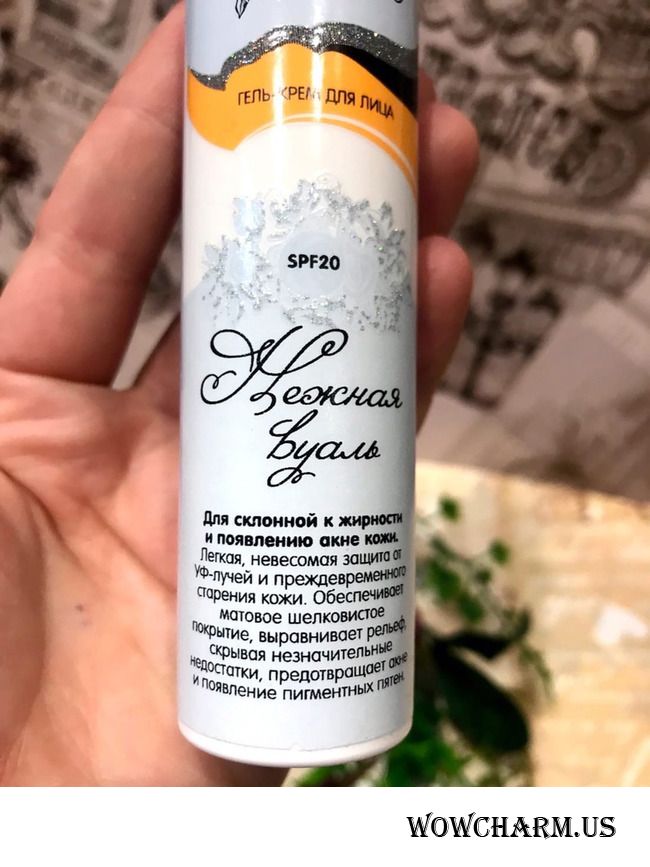 ГЕЛЬ-КРЕМ ДЛЯ ЛИЦА
SPF20
Нежная
вуаль
Для склонной к жирности
и появлению акне кожи.
Легкая, невесомая защита от
УФ-лучей и преждевременного
старения кожи. Обеспечивает
матовое шелковистое
покрытие, выравнивает рельеф,
скрывая незначительные
недостатки, предотвращает акне
и появление пигментных пятен.
WOWCHARM.US